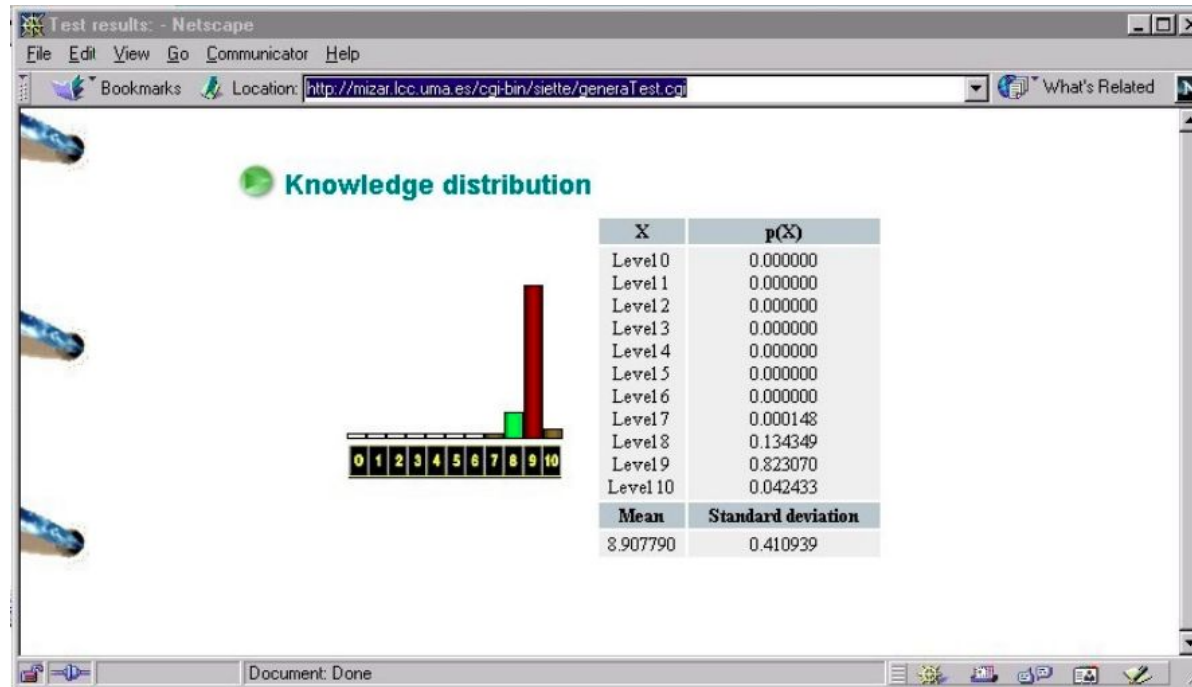 Test results: - Netscape
File Edit View Go Communicator Help
Bookmarks Location: http://mizar.lcc.uma.es/cgi-bin/siette/generaTest.cgi What's Related N
Knowledge distribution
X p(X)
Level 0 0.000000
Level 1 0.000000
Level 2 0.000000
Level 3 0.000000
Level 4 0.000000
Level 5 0.000000
Level 6 0.000000
Level 7 0.000148
Level 8 0.134349
Level 9 0.823070
Level 10 0.042433
Mean Standard deviation
8.907790 0.410939
0 1 2 3 4 5 6 7 8 9 10
Document: Done